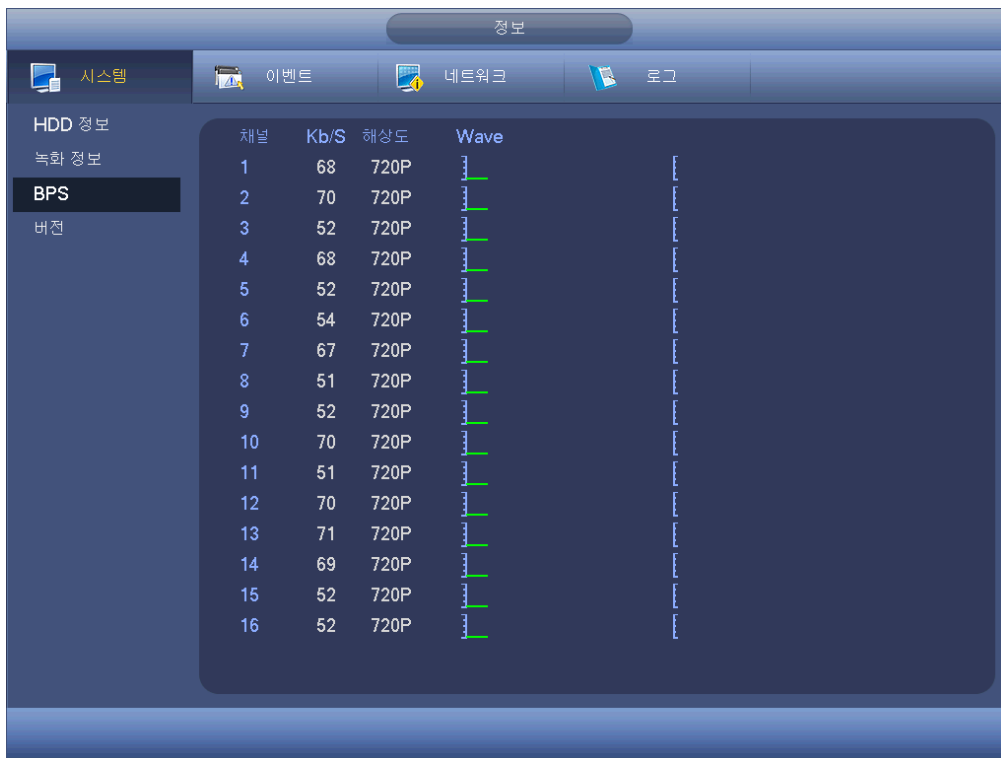 정보
시스템 이벤트 네트워크 로그
HDD 정보
녹화 정보
BPS
버전
채널 Kb/S 해상도 Wave
1 68 720P
2 70 720P
3 52 720P
4 68 720P
5 52 720P
6 54 720P
7 67 720P
8 51 720P
9 52 720P
10 70 720P
11 51 720P
12 70 720P
13 71 720P
14 69 720P
15 52 720P
16 52 720P